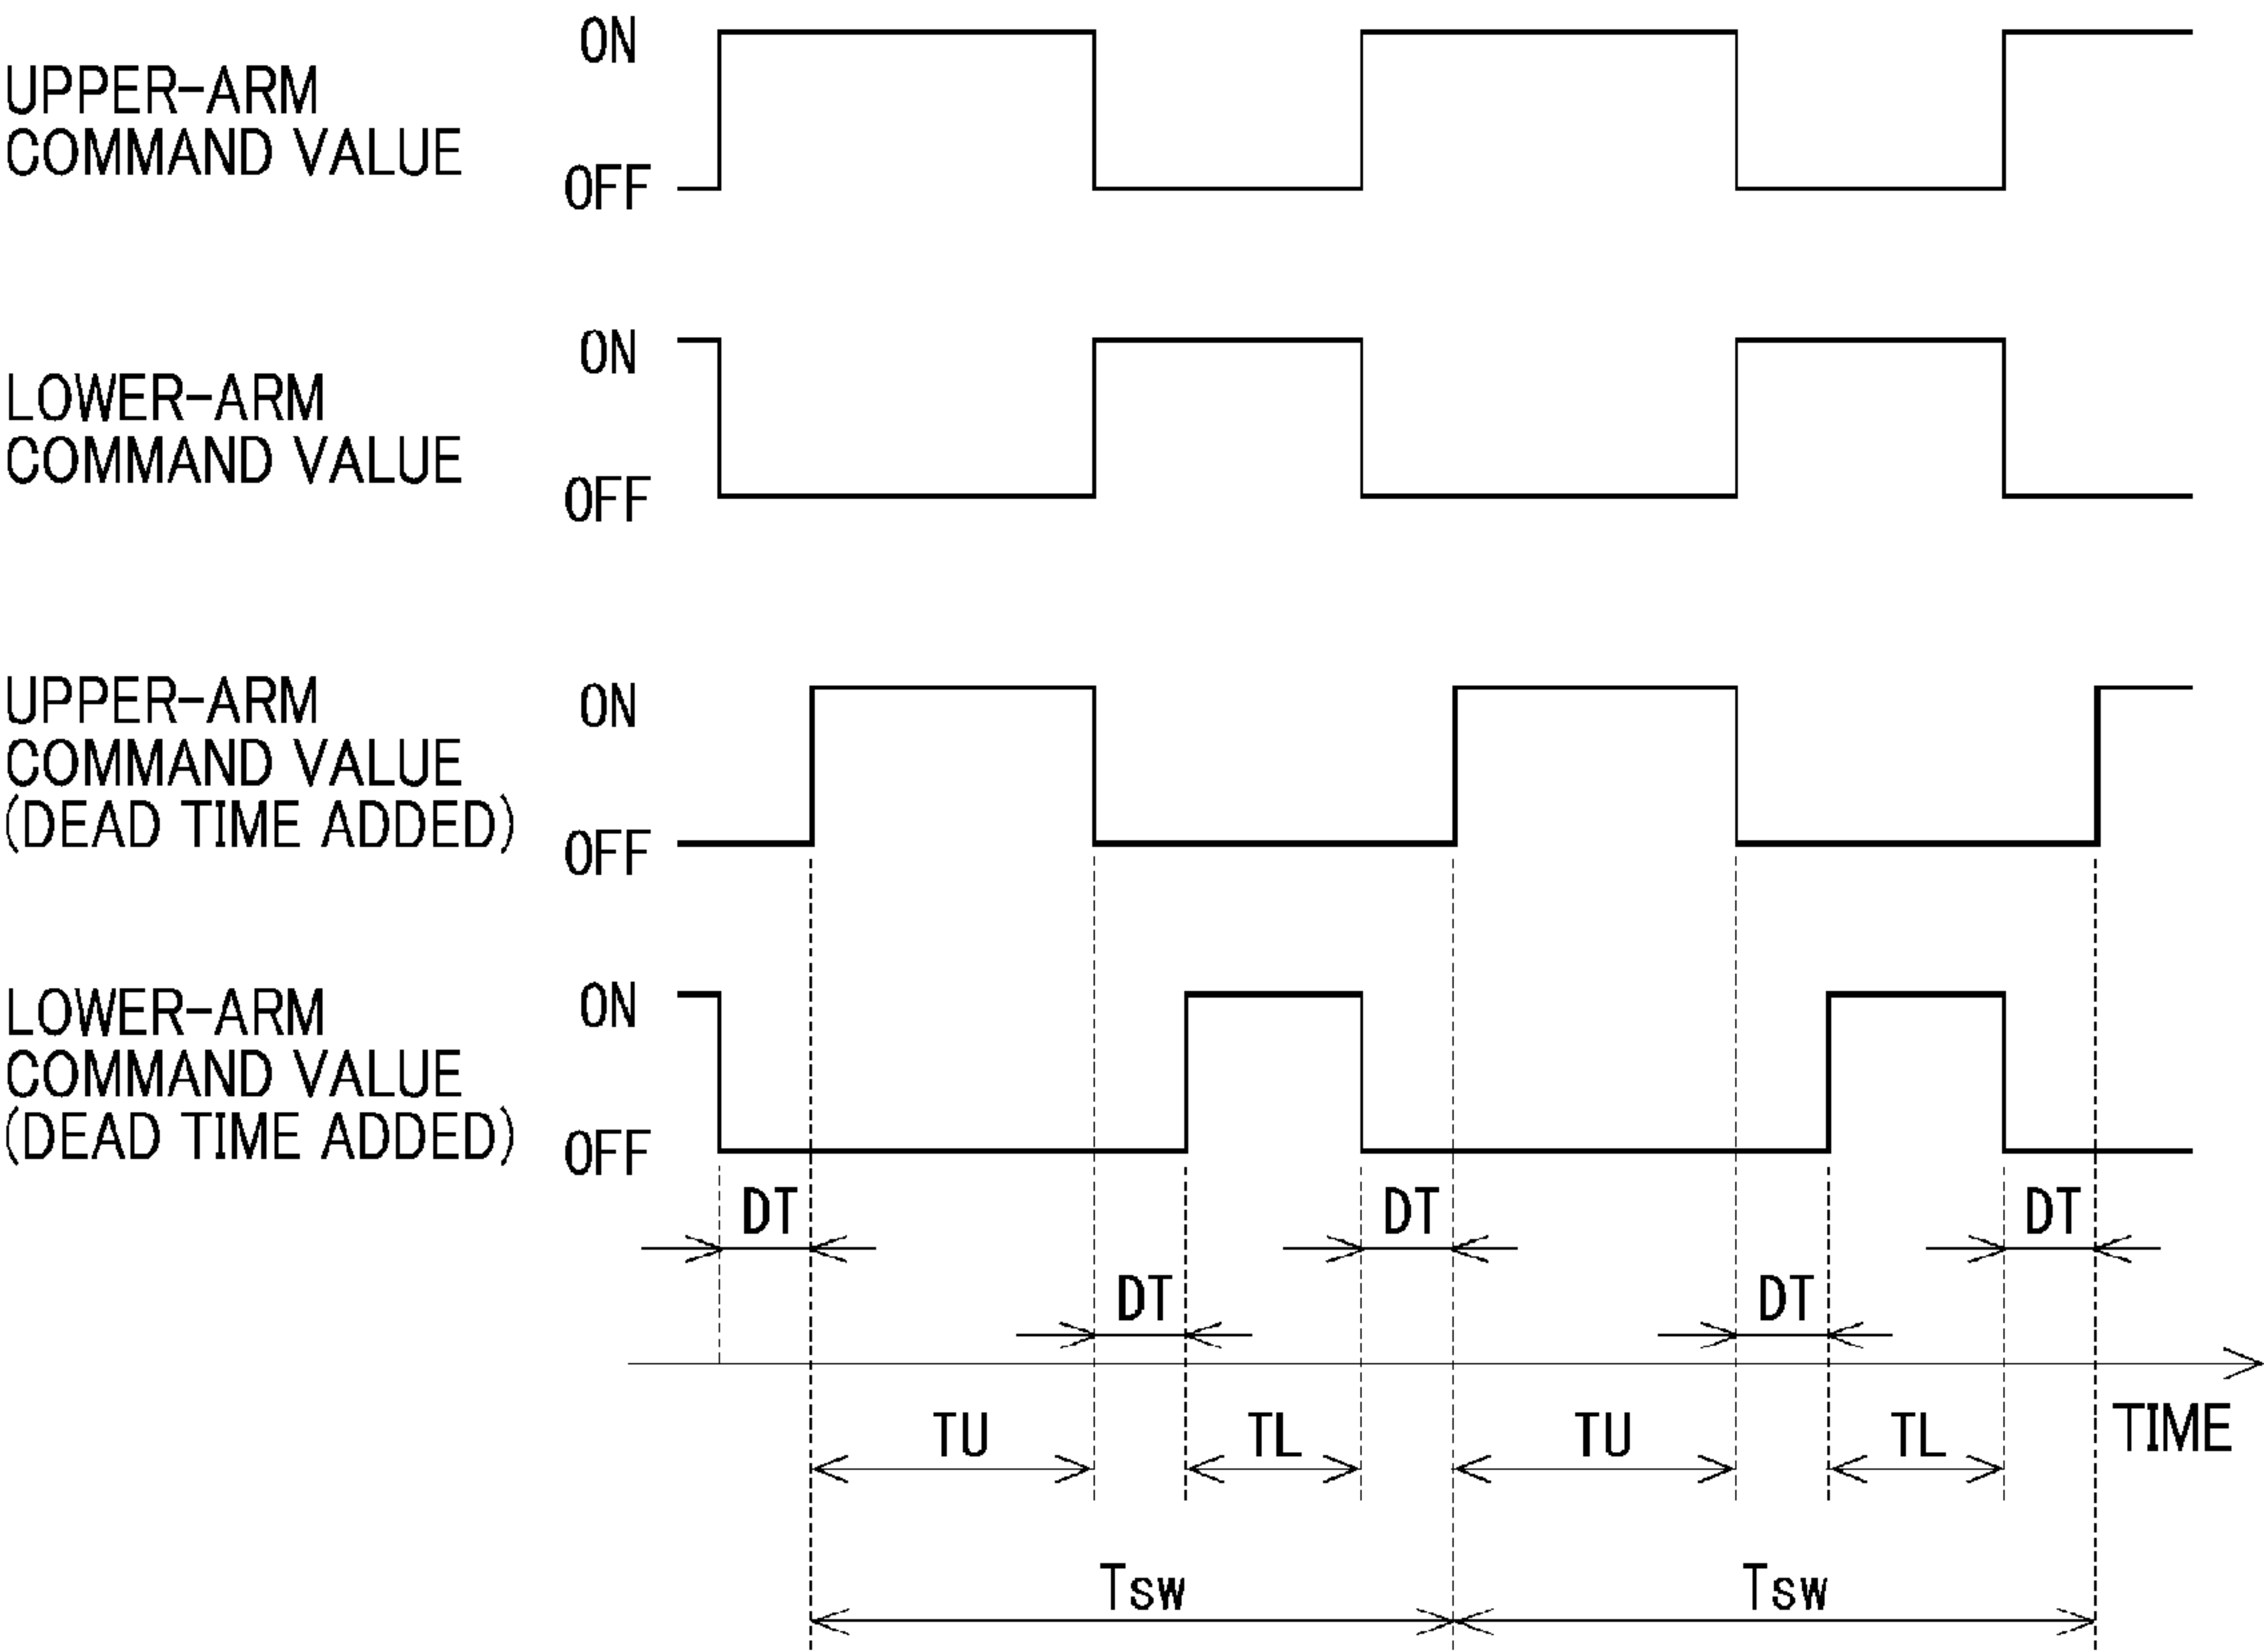 ON
UPPER-ARM
COMMAND VALUE
OFF
ON
LOWER-ARM
COMMAND VALUE
OFF
UPPER-ARM
ON
COMMAND VALUE
(DEAD TIME ADDED)
OFF
LOWER-ARM
ON
COMMAND VALUE
(DEAD TIME ADDED)
OFF
DT DT DT
DT DT
TU TL TU TL TIME
Tsw Tsw